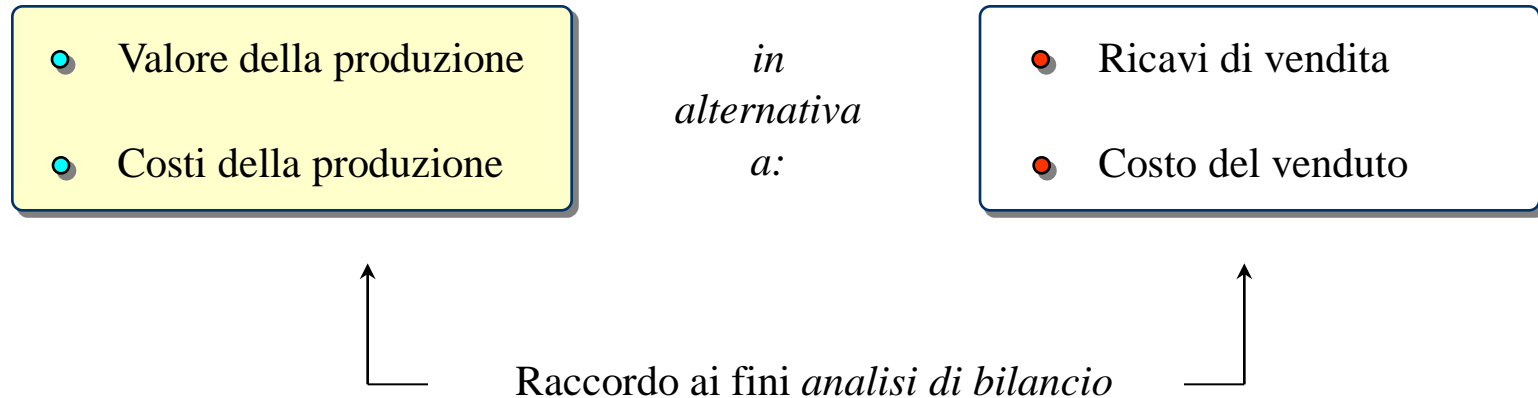 Valore della produzione
Costi della produzione
in
alternativa
a:
Ricavi di vendita
Costo del venduto
Raccordo ai fini analisi di bilancio